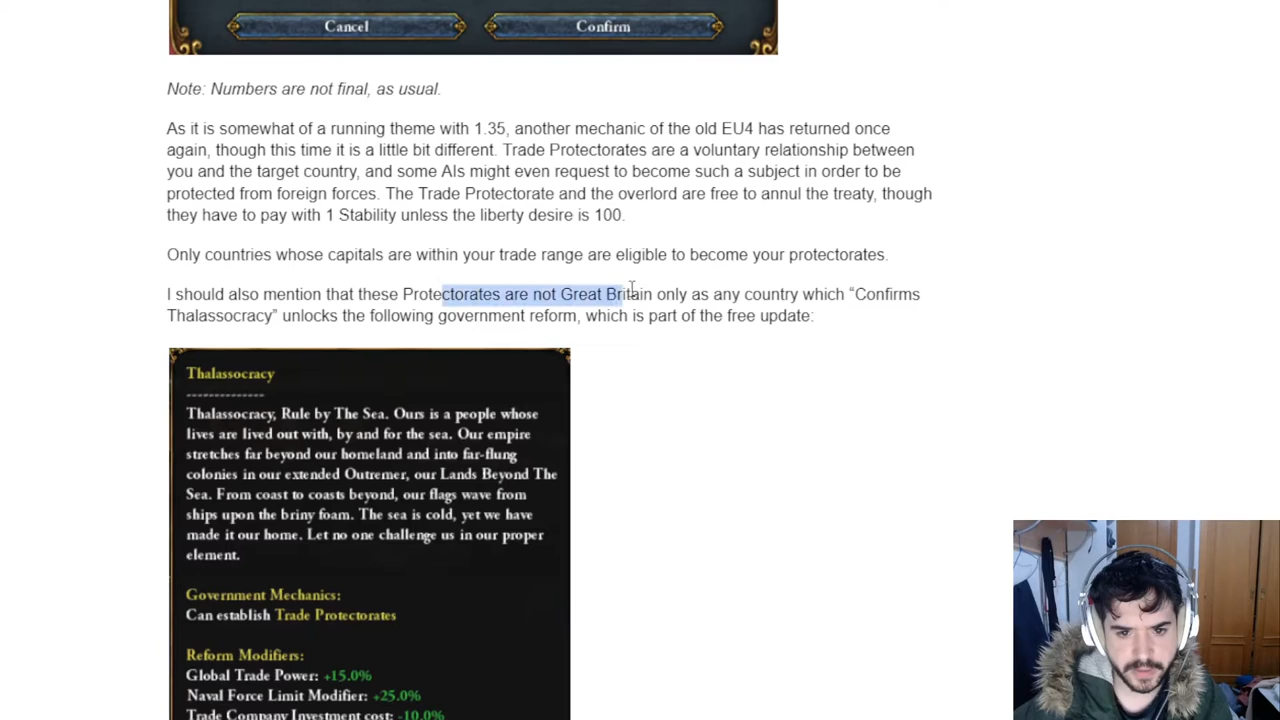 Cancel
Confirm
Note: Numbers are not final, as usual.
As it is somewhat of a running theme with 1.35, another mechanic of the old EU4 has returned once
again, though this time it is a little bit different. Trade Protectorates are a voluntary relationship between
you and the target country, and some AIs might even request to become such a subject in order to be
protected from foreign forces. The Trade Protectorate and the overlord are free to annul the treaty, though
they have to pay with 1 Stability unless the liberty desire is 100.
Only countries whose capitals are within your trade range are eligible to become your protectorates.
I should also mention that these Protectorates are not Great Britain only as any country which “Confirms
Thalassocracy” unlocks the following government reform, which is part of the free update:
Thalassocracy
--------------
Thalassocracy, Rule by The Sea. Ours is a people whose
lives are lived out with, by and for the sea. Our empire
stretches far beyond our homeland and into far-flung
colonies in our extended Outremer, our Lands Beyond The
Sea. From coast to coasts beyond, our flags wave from
ships upon the briny foam. The sea is cold, yet we have
made it our home. Let no one challenge us in our proper
element.
Government Mechanics:
Can establish Trade Protectorates
Reform Modifiers:
Global Trade Power: +15.0%
Naval Force Limit Modifier: +25.0%
Trade Company Investment cost: -10.0%